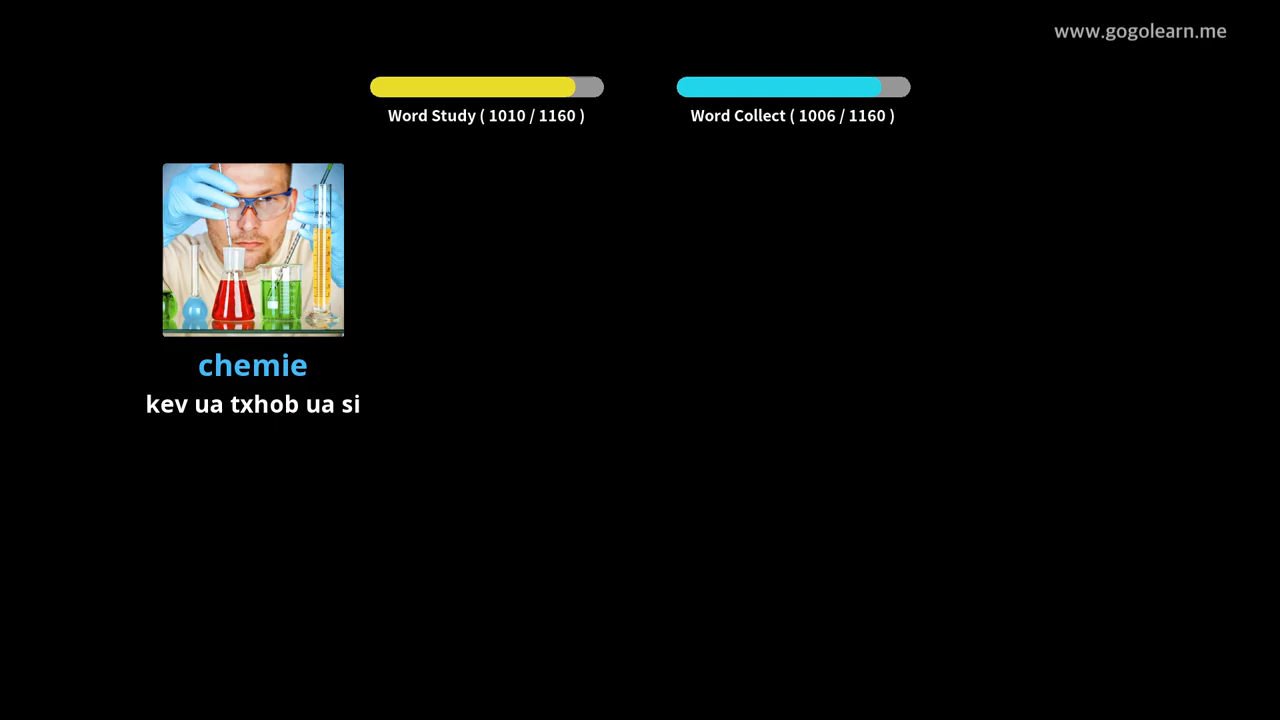 www.gogolearn.me
Word Study ( 1010 / 1160 )
Word Collect ( 1006 / 1160 )
chemie
kev ua txhob ua si